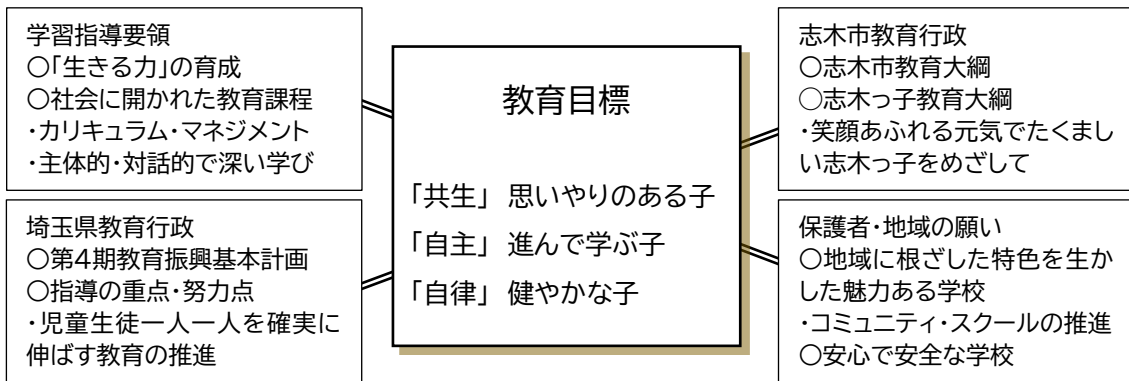 学習指導要領
〇「生きる力」の育成
〇社会に開かれた教育課程
・カリキュラム・マネジメント
・主体的・対話的で深い学び
埼玉県教育行政
〇第4期教育振興基本計画
〇指導の重点・努力点
・児童生徒一人一人を確実に
伸ばす教育の推進
教育目標
「共生」 思いやりのある子
「自主」 進んで学ぶ子
「自律」 健やかな子
志木市教育行政
〇志木市教育大綱
〇志木っ子教育大綱
・笑顔あふれる元気でたくまし
い志木っ子をめざして
保護者・地域の願い
〇地域に根ざした特色を生か
した魅力ある学校
・コミュニティ・スクールの推進
〇安心で安全な学校